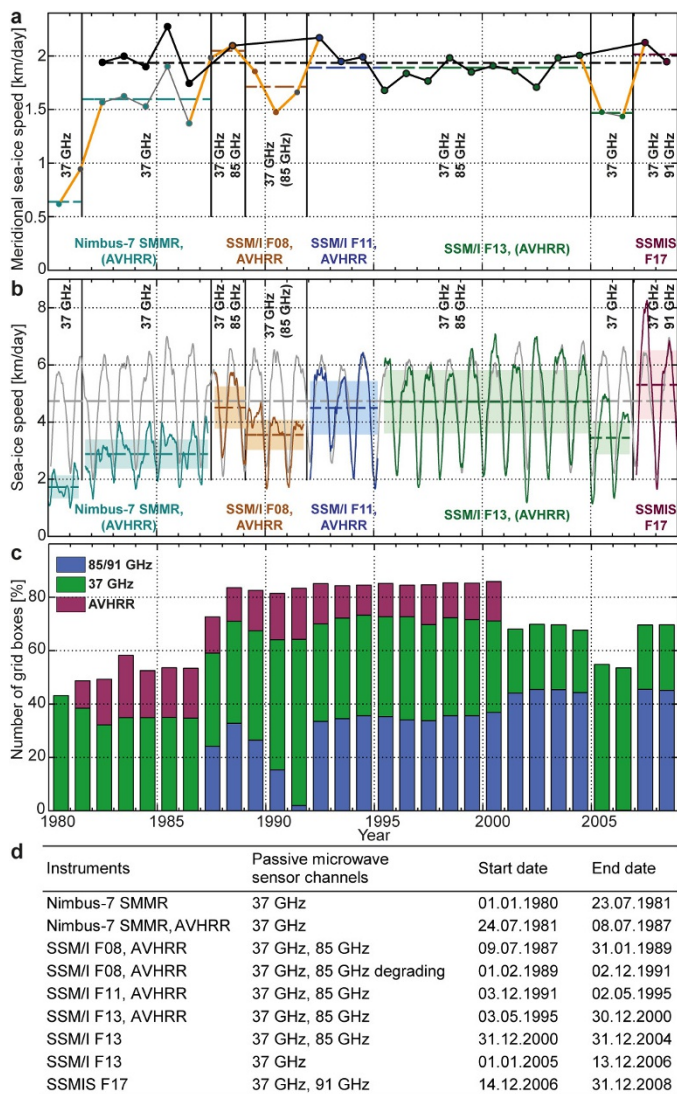 a
Meridional sea-ice speed [km/day]
2.5
2
1.5
1
0.5
0
37 GHz
37 GHz
37 GHz
85 GHz
37 GHz
(85 GHz)
37 GHz
85 GHz
37 GHz
37 GHz
91 GHz
Nimbus-7 SMMR,
(AVHRR)
SSM/I F08,
AVHRR
SSM/I F11,
AVHRR
SSM/I F13, (AVHRR)
SSMIS
F17
b
Sea-ice speed [km/day]
8
6
4
2
0
37 GHz
37 GHz
37 GHz
85 GHz
37 GHz
(85 GHz)
37 GHz
85 GHz
37 GHz
37 GHz
91 GHz
Nimbus-7 SMMR,
(AVHRR)
SSM/I F08,
AVHRR
SSM/I F11,
AVHRR
SSM/I F13, (AVHRR)
SSMIS
F17
c
Number of grid boxes [%]
85/91 GHz
37 GHz
AVHRR
80
60
40
20
0
1980 1985 1990 1995 2000 2005
Year
d
Instruments Passive microwave sensor channels Start date End date
Nimbus-7 SMMR 37 GHz 01.01.1980 23.07.1981
Nimbus-7 SMMR, AVHRR 37 GHz 24.07.1981 08.07.1987
SSM/I F08, AVHRR 37 GHz, 85 GHz 09.07.1987 31.01.1989
SSM/I F08, AVHRR 37 GHz, 85 GHz degrading 01.02.1989 02.12.1991
SSM/I F11, AVHRR 37 GHz, 85 GHz 03.12.1991 02.05.1995
SSM/I F13, AVHRR 37 GHz, 85 GHz 03.05.1995 30.12.2000
SSM/I F13 37 GHz, 85 GHz 31.12.2000 31.12.2004
SSM/I F13 37 GHz 01.01.2005 13.12.2006
SSMIS F17 37 GHz, 91 GHz 14.12.2006 31.12.2008